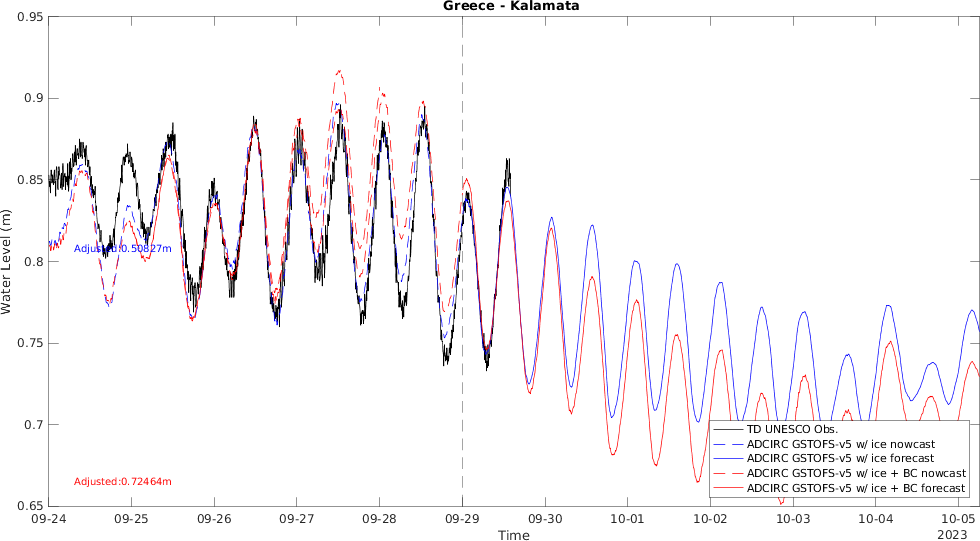 Greece - Kalamata
0.95
0.9
0.85
0.8
0.75
0.7
0.65
Water Level (m)
Adjusted:0.50827m
Adjusted:0.72464m
TD UNESCO Obs.
ADCIRC GSTOFS-v5 w/ ice nowcast
ADCIRC GSTOFS-v5 w/ ice forecast
ADCIRC GSTOFS-v5 w/ ice + BC nowcast
ADCIRC GSTOFS-v5 w/ ice + BC forecast
09-24 09-25 09-26 09-27 09-28 09-29 09-30 10-01 10-02 10-03 10-04 10-05
Time 2023